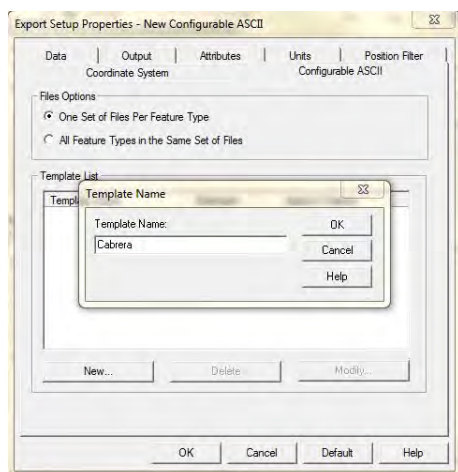 Export Setup Properties - New Configurable ASCII
Data Output Attributes Units Position Filter
Coordinate System Configurable ASCII
Files Options
One Set of Files Per Feature Type
All Feature Types in the Same Set of Files
Template List
Templ
Template Name
Template Name:
Cabrera
OK
Cancel
Help
New... Delete Modify...
OK Cancel Default Help